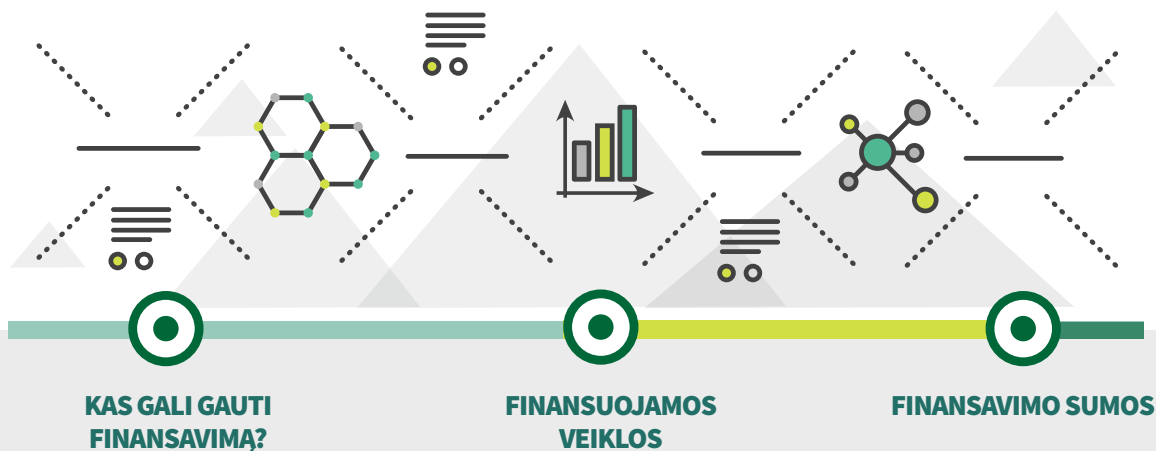 KAS GALI GAUTI
FINANSAVIMĄ?
FINANSUOJAMOS
VEIKLOS
FINANSAVIMO SUMOS